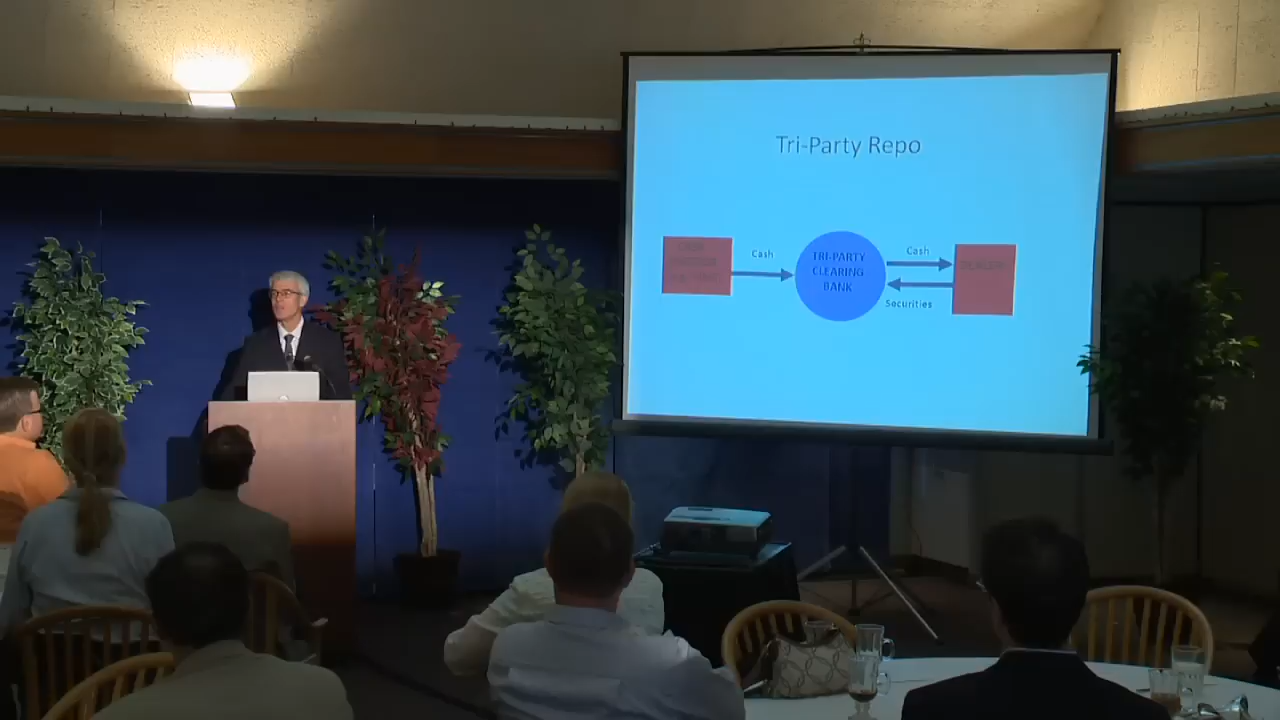 Tri-Party Repo
Cash
TRI-PARTY
CLEARING
BANK
Cash
Securities